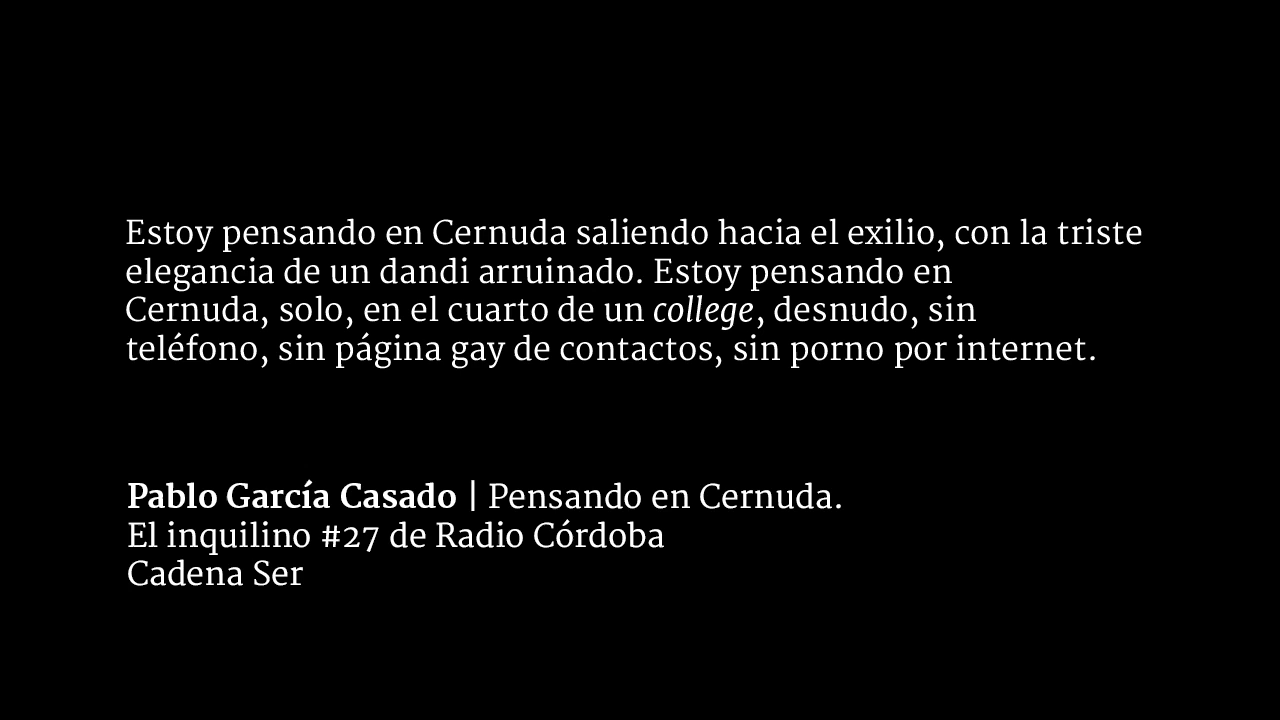 Estoy pensando en Cernuda saliendo hacia el exilio, con la triste
elegancia de un dandi arruinado. Estoy pensando en
Cernuda, solo, en el cuarto de un college, desnudo, sin
teléfono, sin página gay de contactos, sin porno por internet.
Pablo García Casado | Pensando en Cernuda.
El inquilino #27 de Radio Córdoba
Cadena Ser